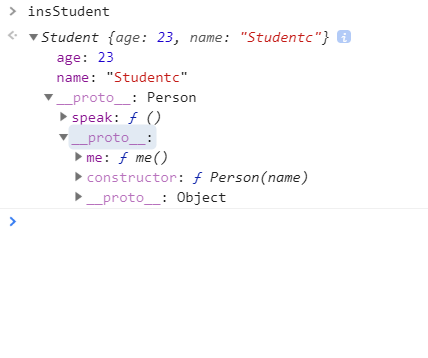 insStudent
Student {age: 23, name: "Studentc"} i
age: 23
name: "Studentc"
__proto__: Person
speak: ƒ ()
__proto__:
me: ƒ me()
constructor: ƒ Person(name)
__proto__: Object